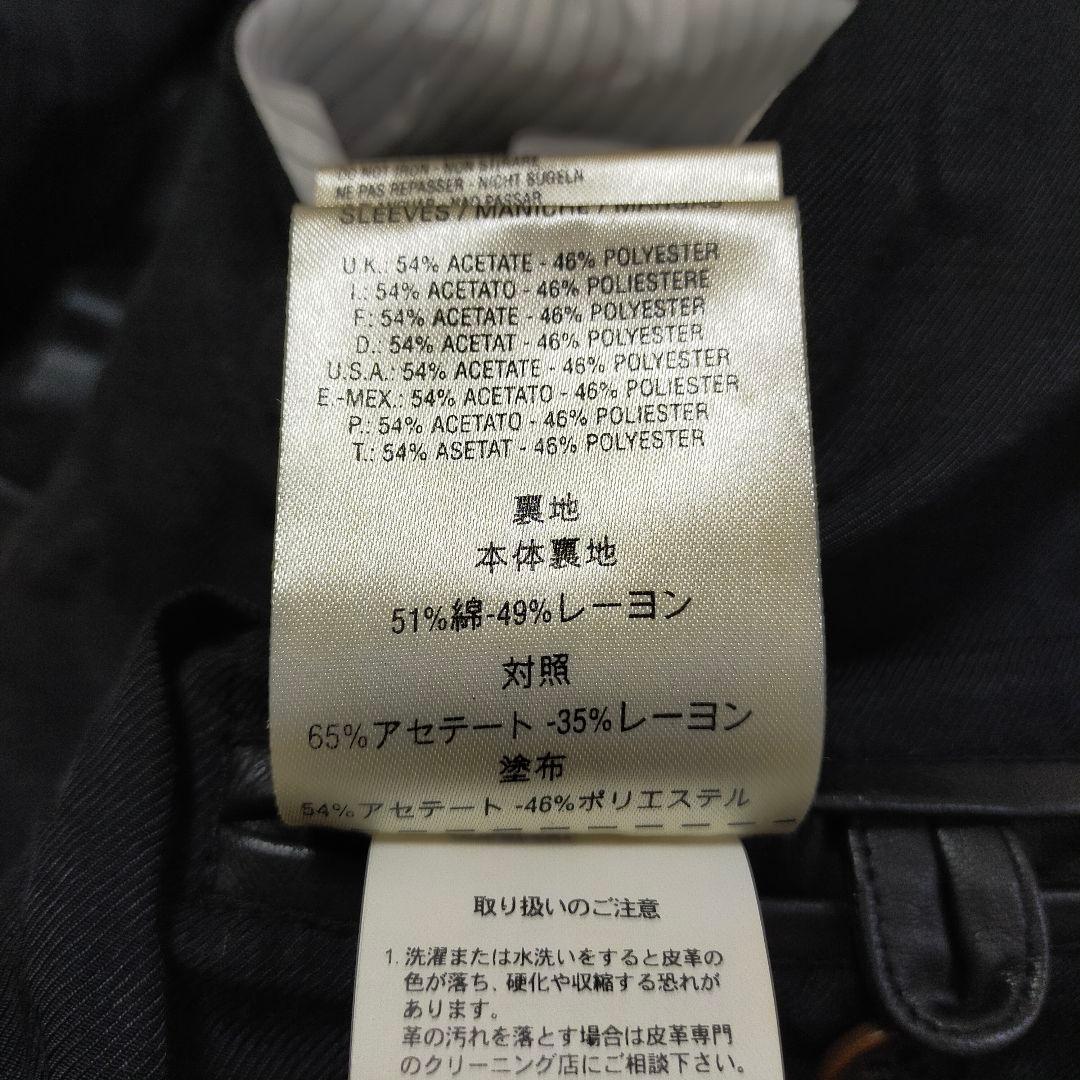 DO NOT IRON - NON STIRARE
NE PAS REPASSER - NICHT BÜGELN
NAO PASSAR
SLEEVES / MANICHE /
U.K.: 54% ACETATE - 46% POLYESTER
I.: 54% ACETATO - 46% POLIESTERE
F.: 54% ACETATE - 46% POLYESTER
D.: 54% ACETAT - 46% POLYESTER
U.S.A.: 54% ACETATE - 46% POLYESTER
E.-MEX.: 54% ACETATO - 46% POLIESTER
P.: 54% ACETATO - 46% POLIESTER
T.: 54% ASETAT - 46% POLYESTER
裏地
本体裏地
51%綿-49%レーヨン
対照
65%アセテート -35%レーヨン
塗布
54%アセテート -46%ポリエステル
取り扱いのご注意
1. 洗濯または水洗いをすると皮革の
色が落ち、硬化や収縮する恐れが
あります。
革の汚れを落とす場合は皮革専門
のクリーニング店にご相談下さい。